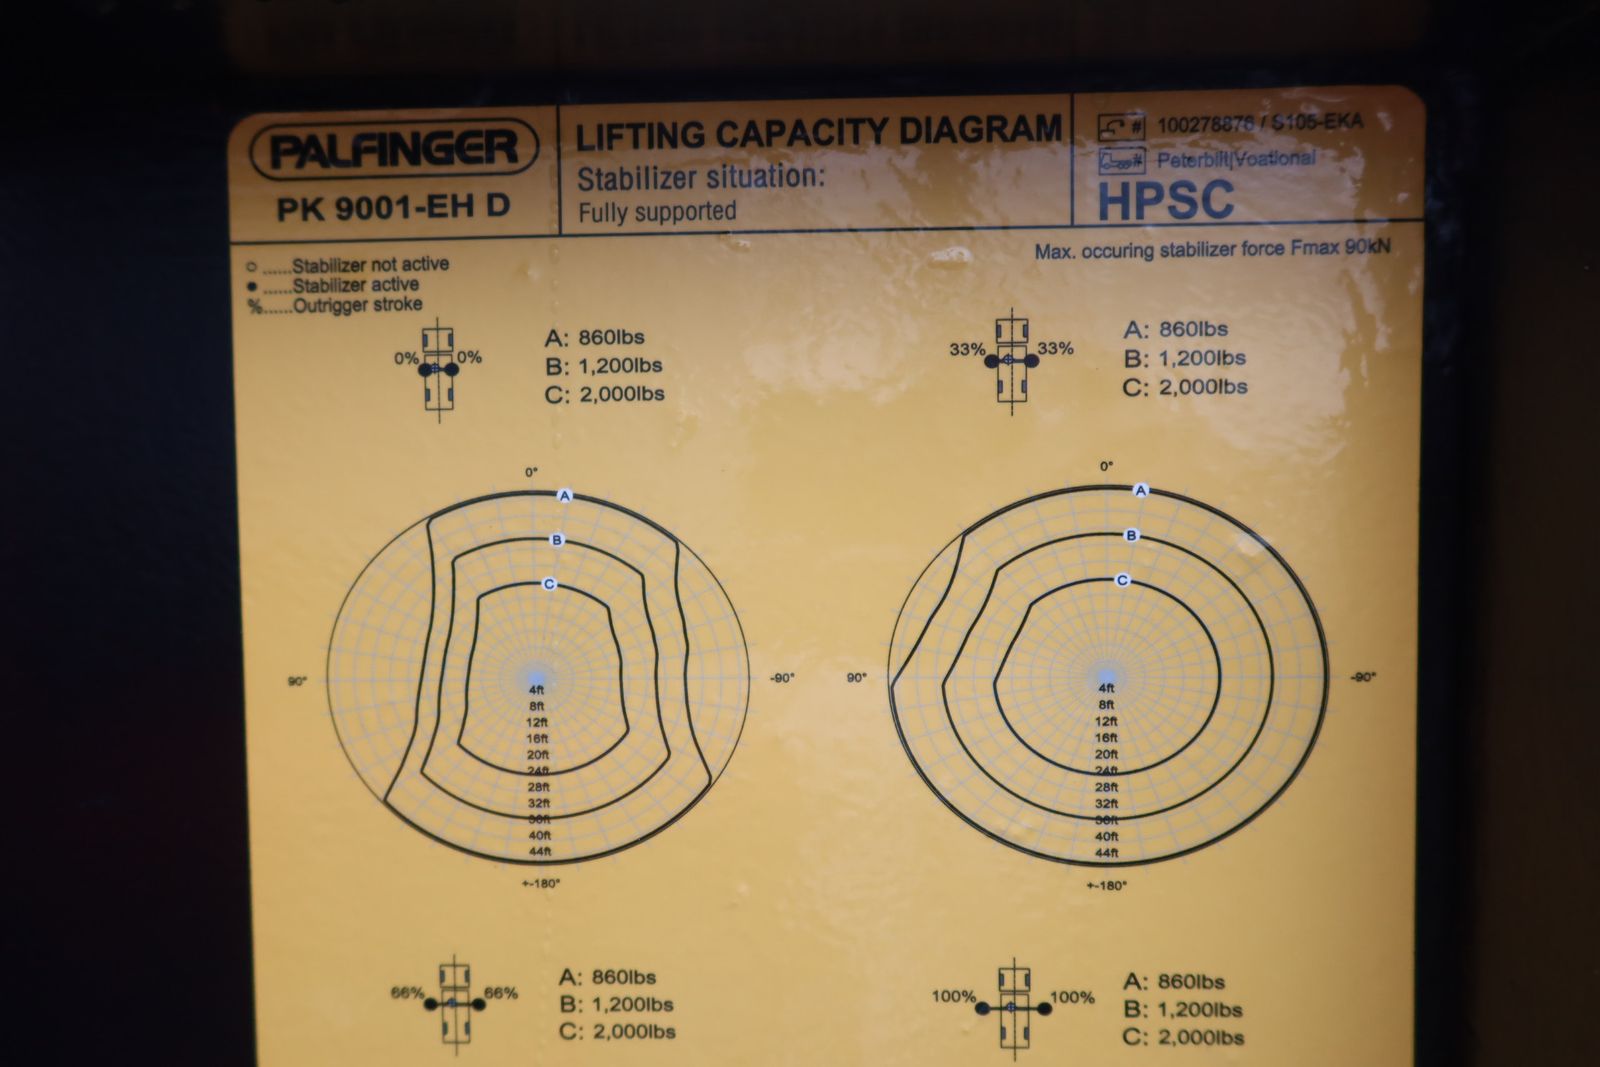 PALFINGER
PK 9001-EH D
LIFTING CAPACITY DIAGRAM
Stabilizer situation:
Fully supported
# 100278878 / S105-EKA
# Peterbilt|Voational
HPSC
Max. occuring stabilizer force Fmax 90kN
o ......Stabilizer not active
● ......Stabilizer active
%......Outrigger stroke
0% 0%
A: 860lbs
B: 1,200lbs
C: 2,000lbs
33% 33%
A: 860lbs
B: 1,200lbs
C: 2,000lbs
0°
A
B
C
90°
-90°
4ft
8ft
12ft
16ft
20ft
24ft
28ft
32ft
36ft
40ft
44ft
+-180°
0°
A
B
C
90°
-90°
4ft
8ft
12ft
16ft
20ft
24ft
28ft
32ft
36ft
40ft
44ft
+-180°
66% 66%
A: 860lbs
B: 1,200lbs
C: 2,000lbs
100% 100%
A: 860lbs
B: 1,200lbs
C: 2,000lbs